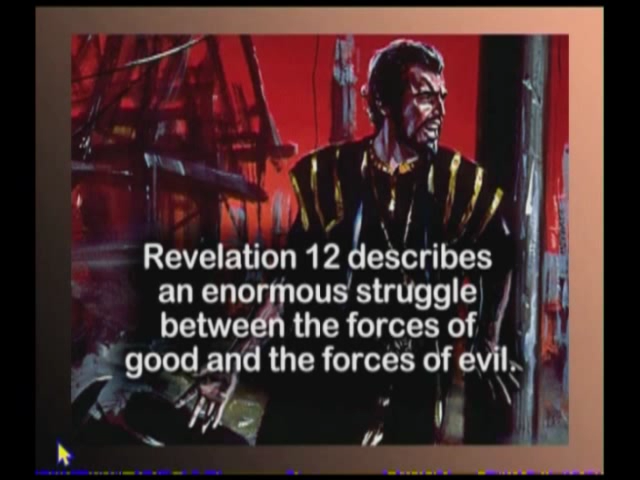 Revelation 12 describes
an enormous struggle
between the forces of
good and the forces of evil.